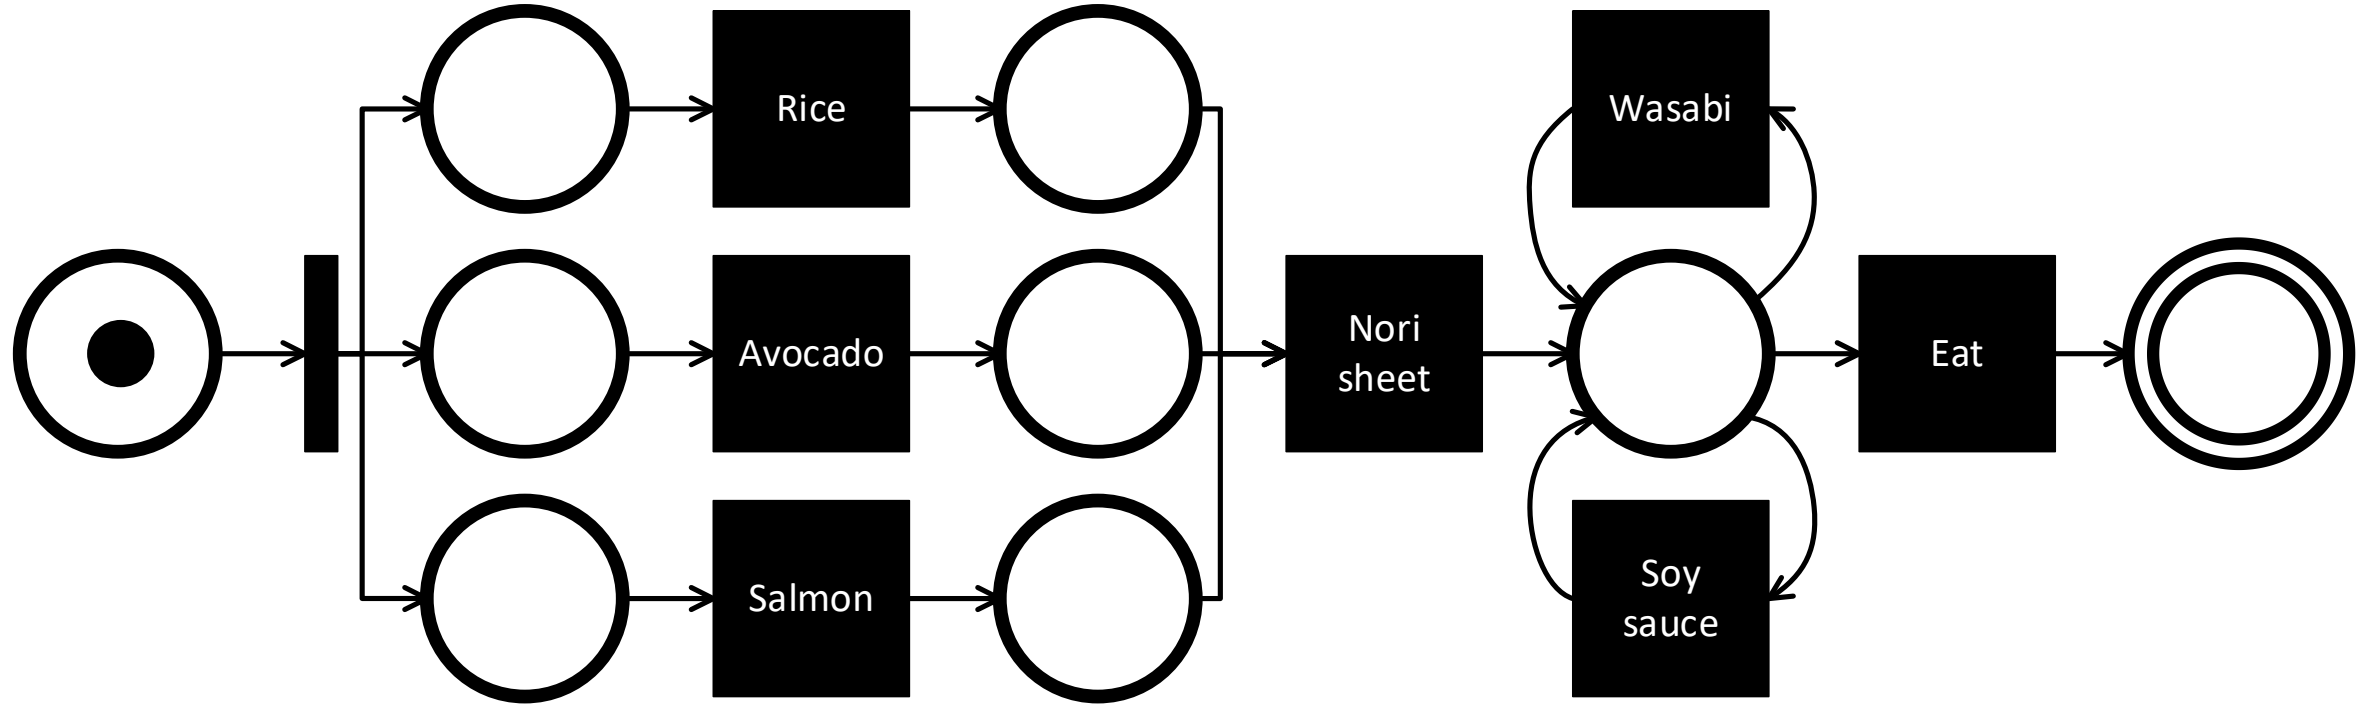 Rice
Wasabi
Avocado
Nori
sheet
Eat
Salmon
Soy
sauce